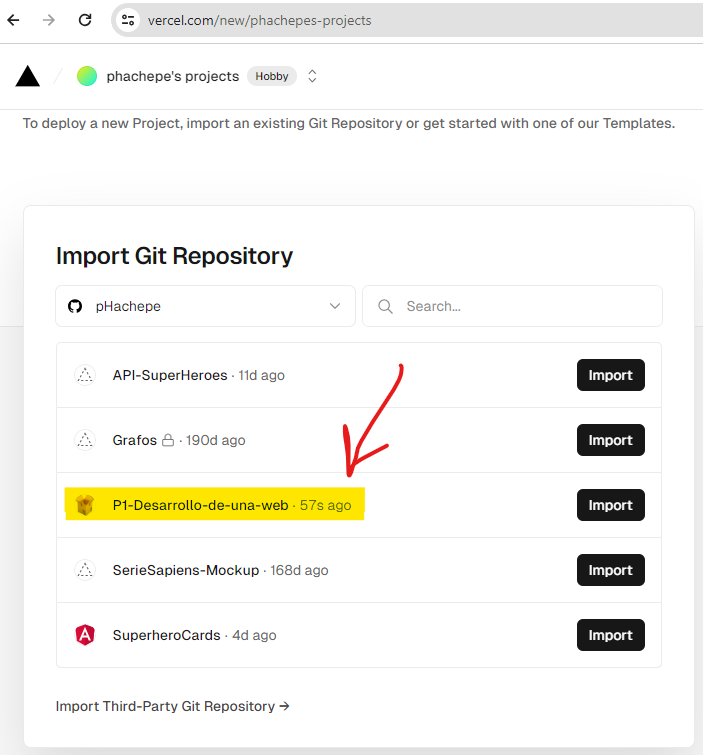 vercel.com/new/phachepes-projects
phachepe's projects Hobby
To deploy a new Project, import an existing Git Repository or get started with one of our Templates.
Import Git Repository
pHachepe Search...
API-SuperHeroes · 11d ago Import
Grafos · 190d ago Import
P1-Desarrollo-de-una-web · 57s ago Import
SerieSapiens-Mockup · 168d ago Import
SuperheroCards · 4d ago Import
Import Third-Party Git Repository →